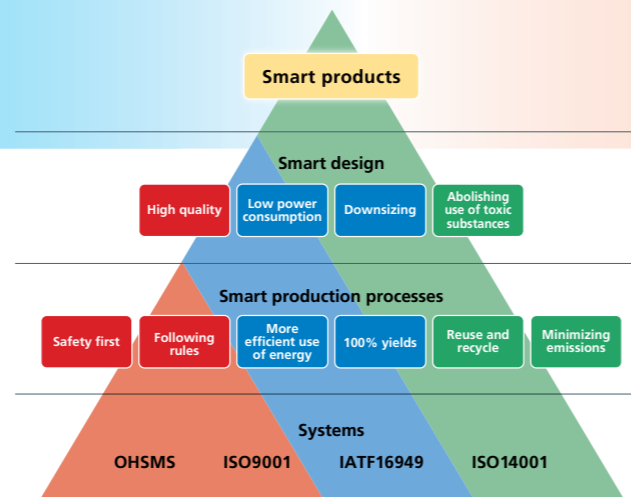 Smart products
Smart design
High quality
Low power
consumption
Downsizing
Abolishing
use of toxic
substances
Smart production processes
Safety first
Following
rules
More
efficient use
of energy
100% yields
Reuse and
recycle
Minimizing
emissions
Systems
OHSMS
ISO9001
IATF16949
ISO14001